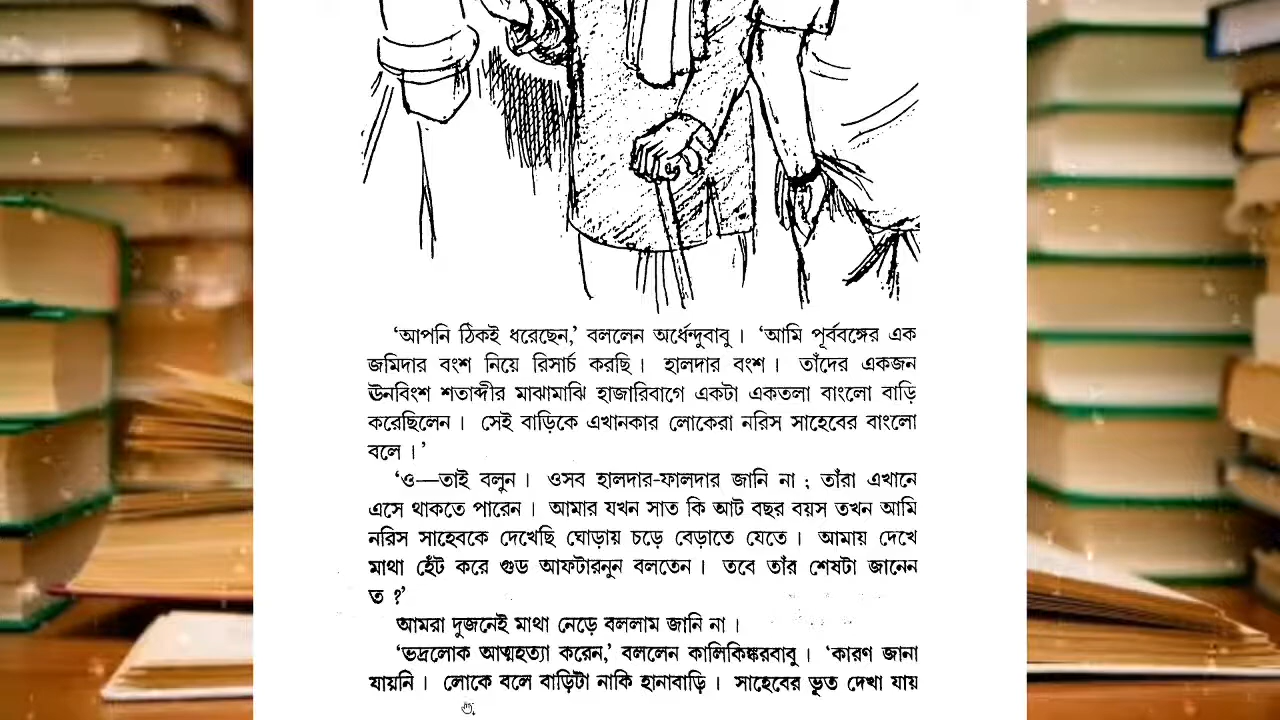 ‘আপনি ঠিকই ধরেছেন,’ বললেন অর্ধেন্দুবাবু। ‘আমি পূর্ববঙ্গের এক
জমিদার বংশ নিয়ে রিসার্চ করছি। হালদার বংশ। তাঁদের একজন
ঊনবিংশ শতাব্দীর মাঝামাঝি হাজারিবাগে একটা একতলা বাংলো বাড়ি
করেছিলেন। সেই বাড়িকে এখানকার লোকেরা নরিস সাহেবের বাংলো
বলে।’
‘ও—তাই বলুন। ওসব হালদার-ফালদার জানি না; তাঁরা এখানে
এসে থাকতে পারেন। আমার যখন সাত কি আট বছর বয়স তখন আমি
নরিস সাহেবকে দেখেছি ঘোড়ায় চড়ে বেড়াতে যেতে। আমায় দেখে
মাথা হেঁট করে গুড আফটারনুন বলতেন। তবে তাঁর শেষটা জানেন
ত?’
আমরা দুজনেই মাথা নেড়ে বললাম জানি না।
‘ভদ্রলোক আত্মহত্যা করেন,’ বললেন কালিকিঙ্করবাবু। ‘কারণ জানা
যায়নি। লোকে বলে বাড়িটা নাকি হানাবাড়ি। সাহেবের ভূত দেখা যায়